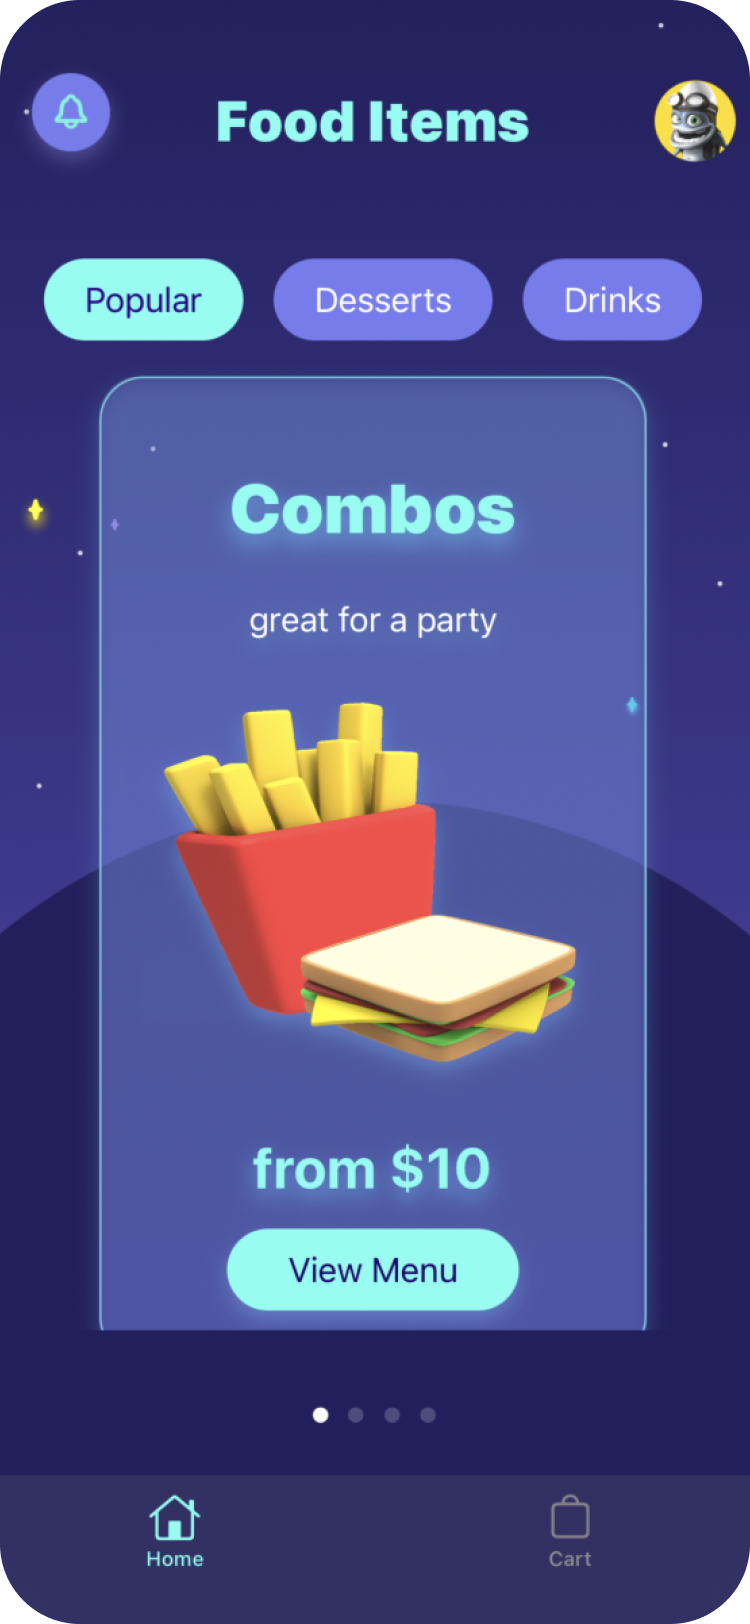 Food Items
Popular Desserts Drinks
Combos
great for a party
from $10
View Menu
Home Cart